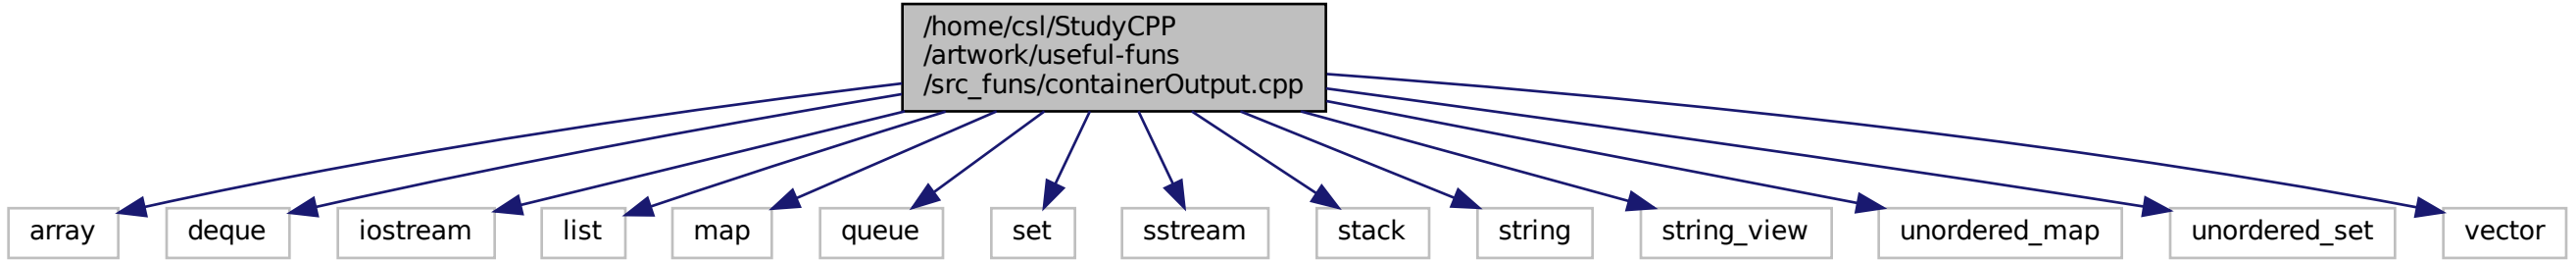 /home/csl/StudyCPP
/artwork/useful-funs
/src_funs/containerOutput.cpp
array
deque
iostream
list
map
queue
set
sstream
stack
string
string_view
unordered_map
unordered_set
vector